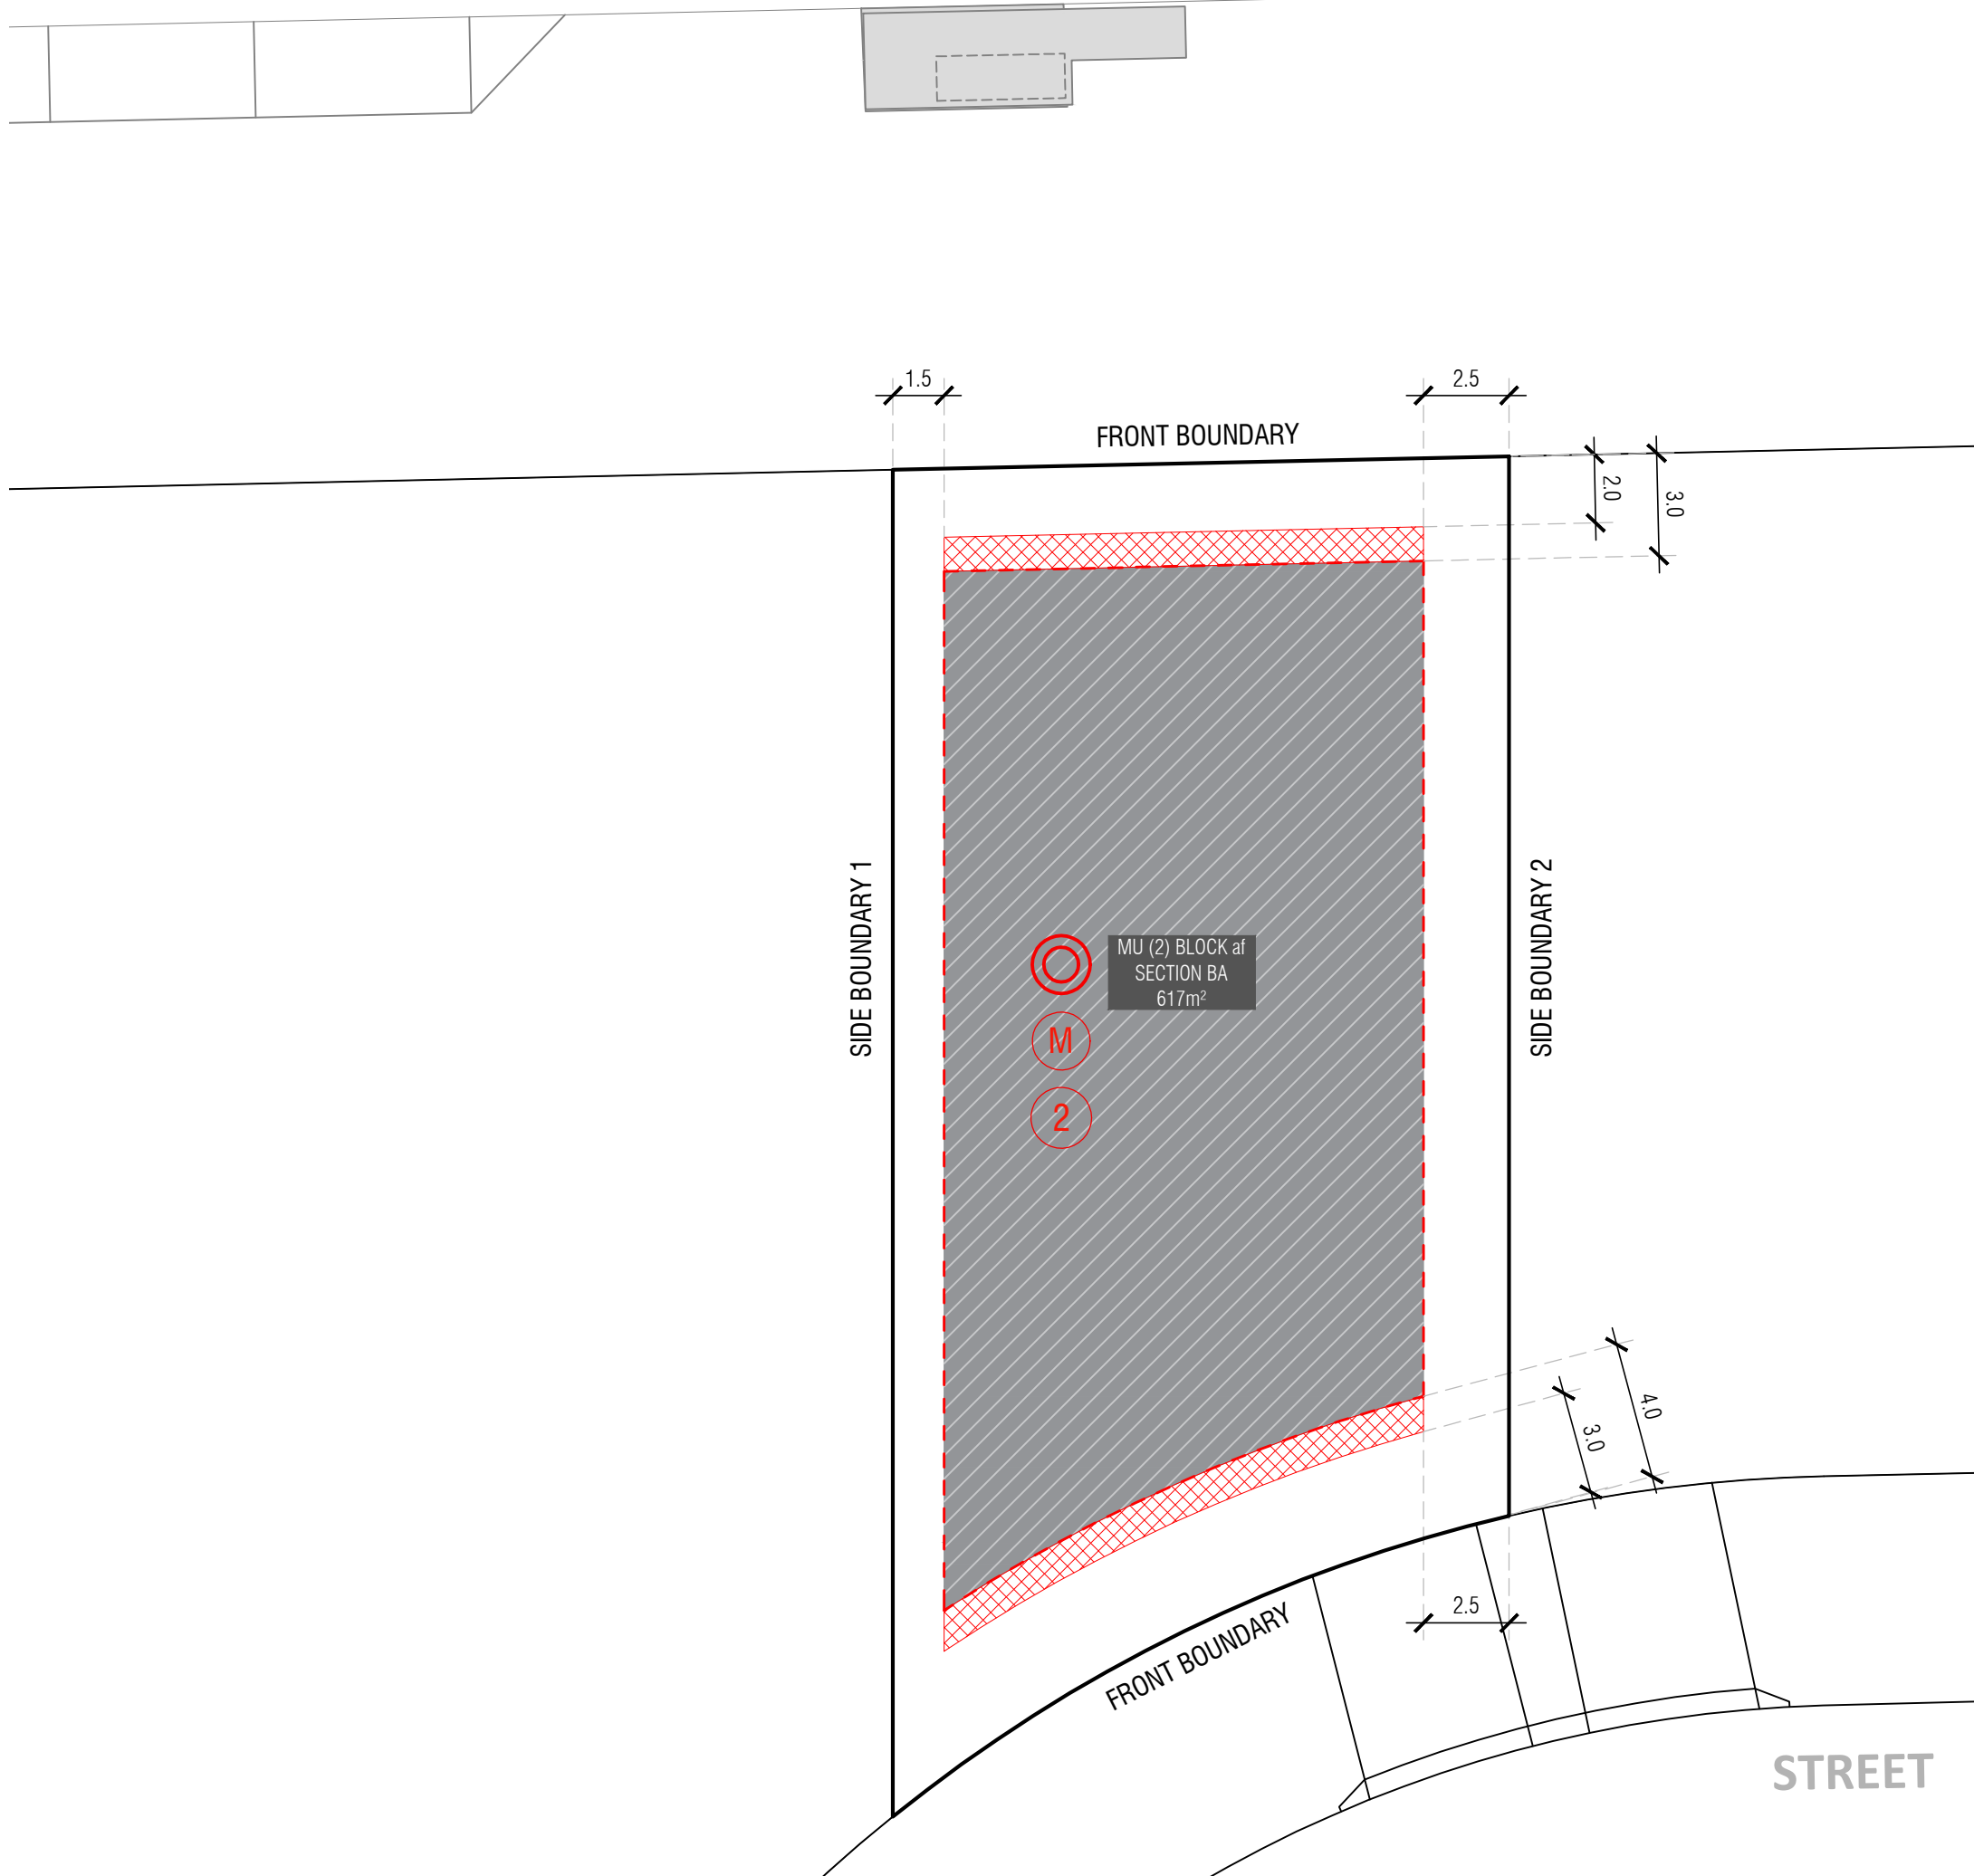 1.5
2.5
FRONT BOUNDARY
2.0
3.0
SIDE BOUNDARY 1
SIDE BOUNDARY 2
MU (2) BLOCK af
SECTION BA
617m²
M
2
4.0
3.0
2.5
FRONT BOUNDARY
STREET